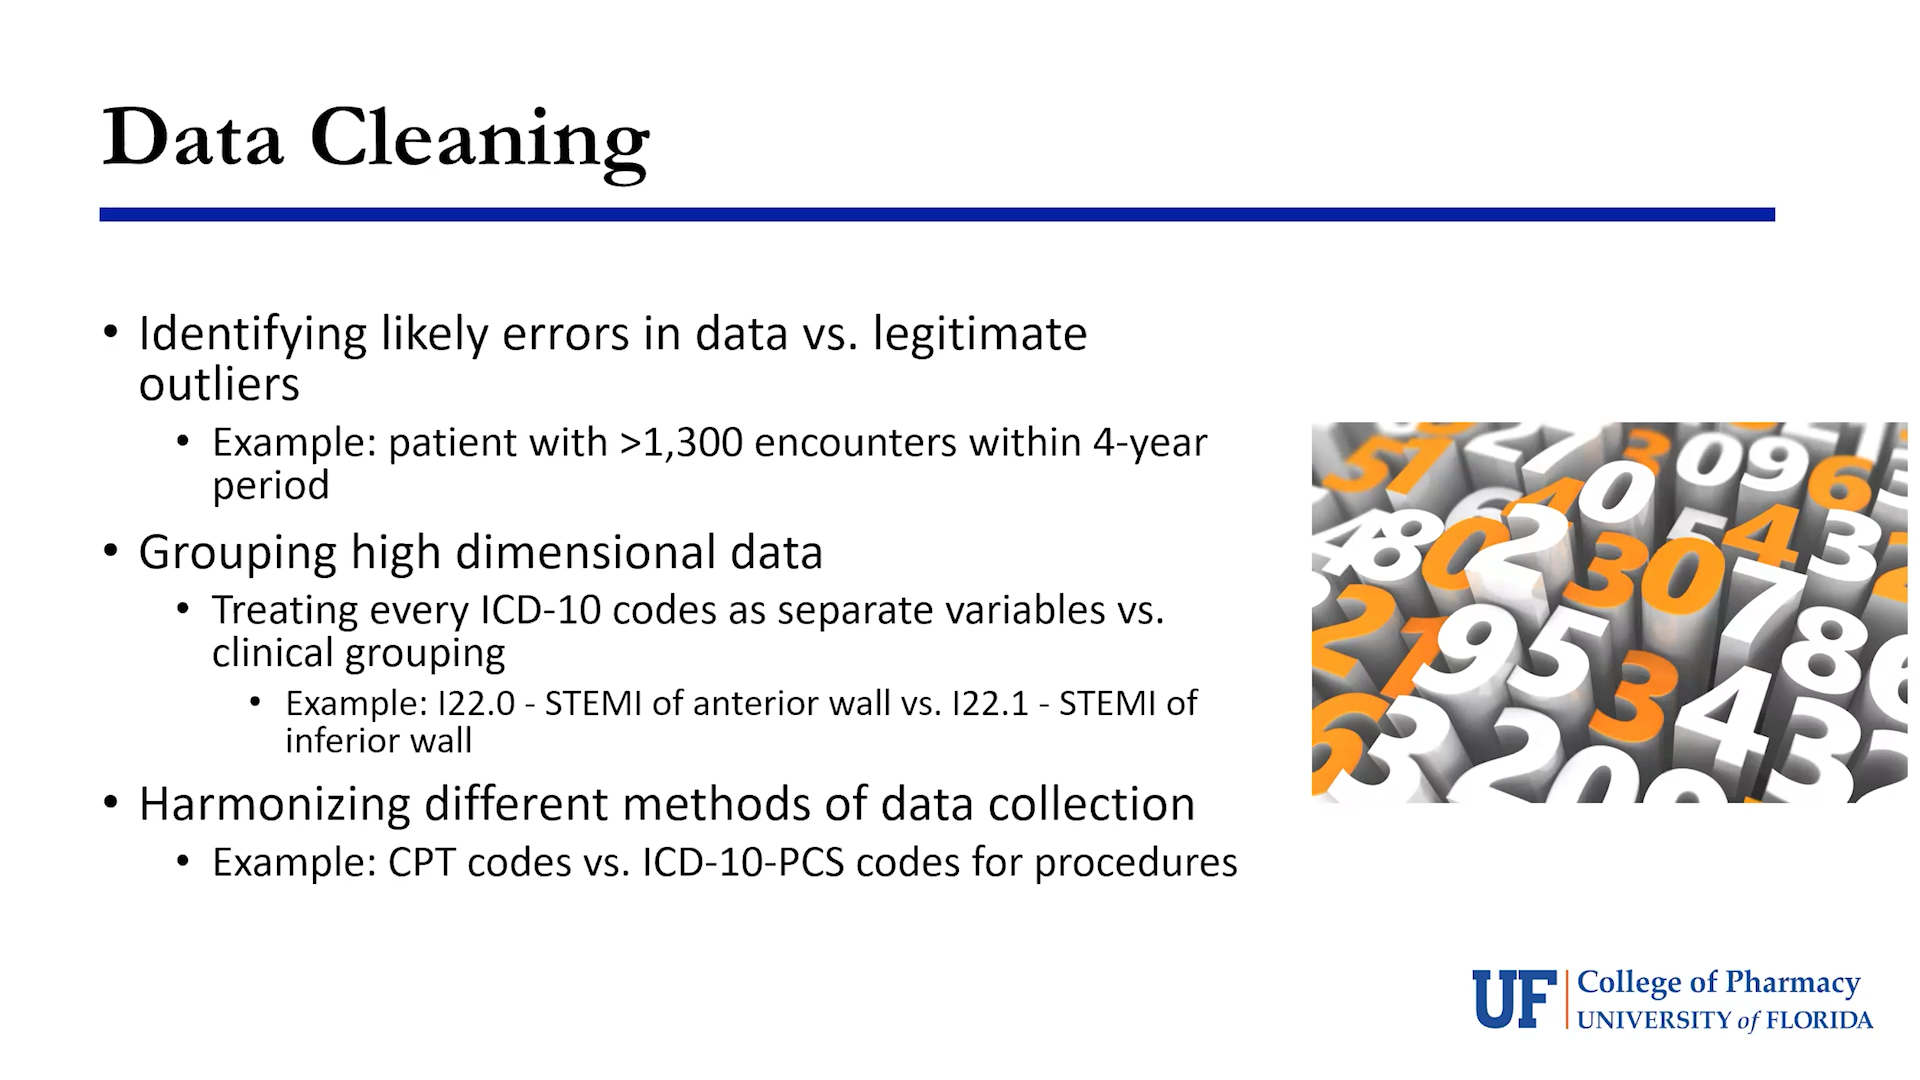 Data Cleaning
• Identifying likely errors in data vs. legitimate
outliers
• Example: patient with >1,300 encounters within 4-year
period
• Grouping high dimensional data
• Treating every ICD-10 codes as separate variables vs.
clinical grouping
• Example: I22.0 - STEMI of anterior wall vs. I22.1 - STEMI of
inferior wall
• Harmonizing different methods of data collection
• Example: CPT codes vs. ICD-10-PCS codes for procedures
UF College of Pharmacy
UNIVERSITY of FLORIDA